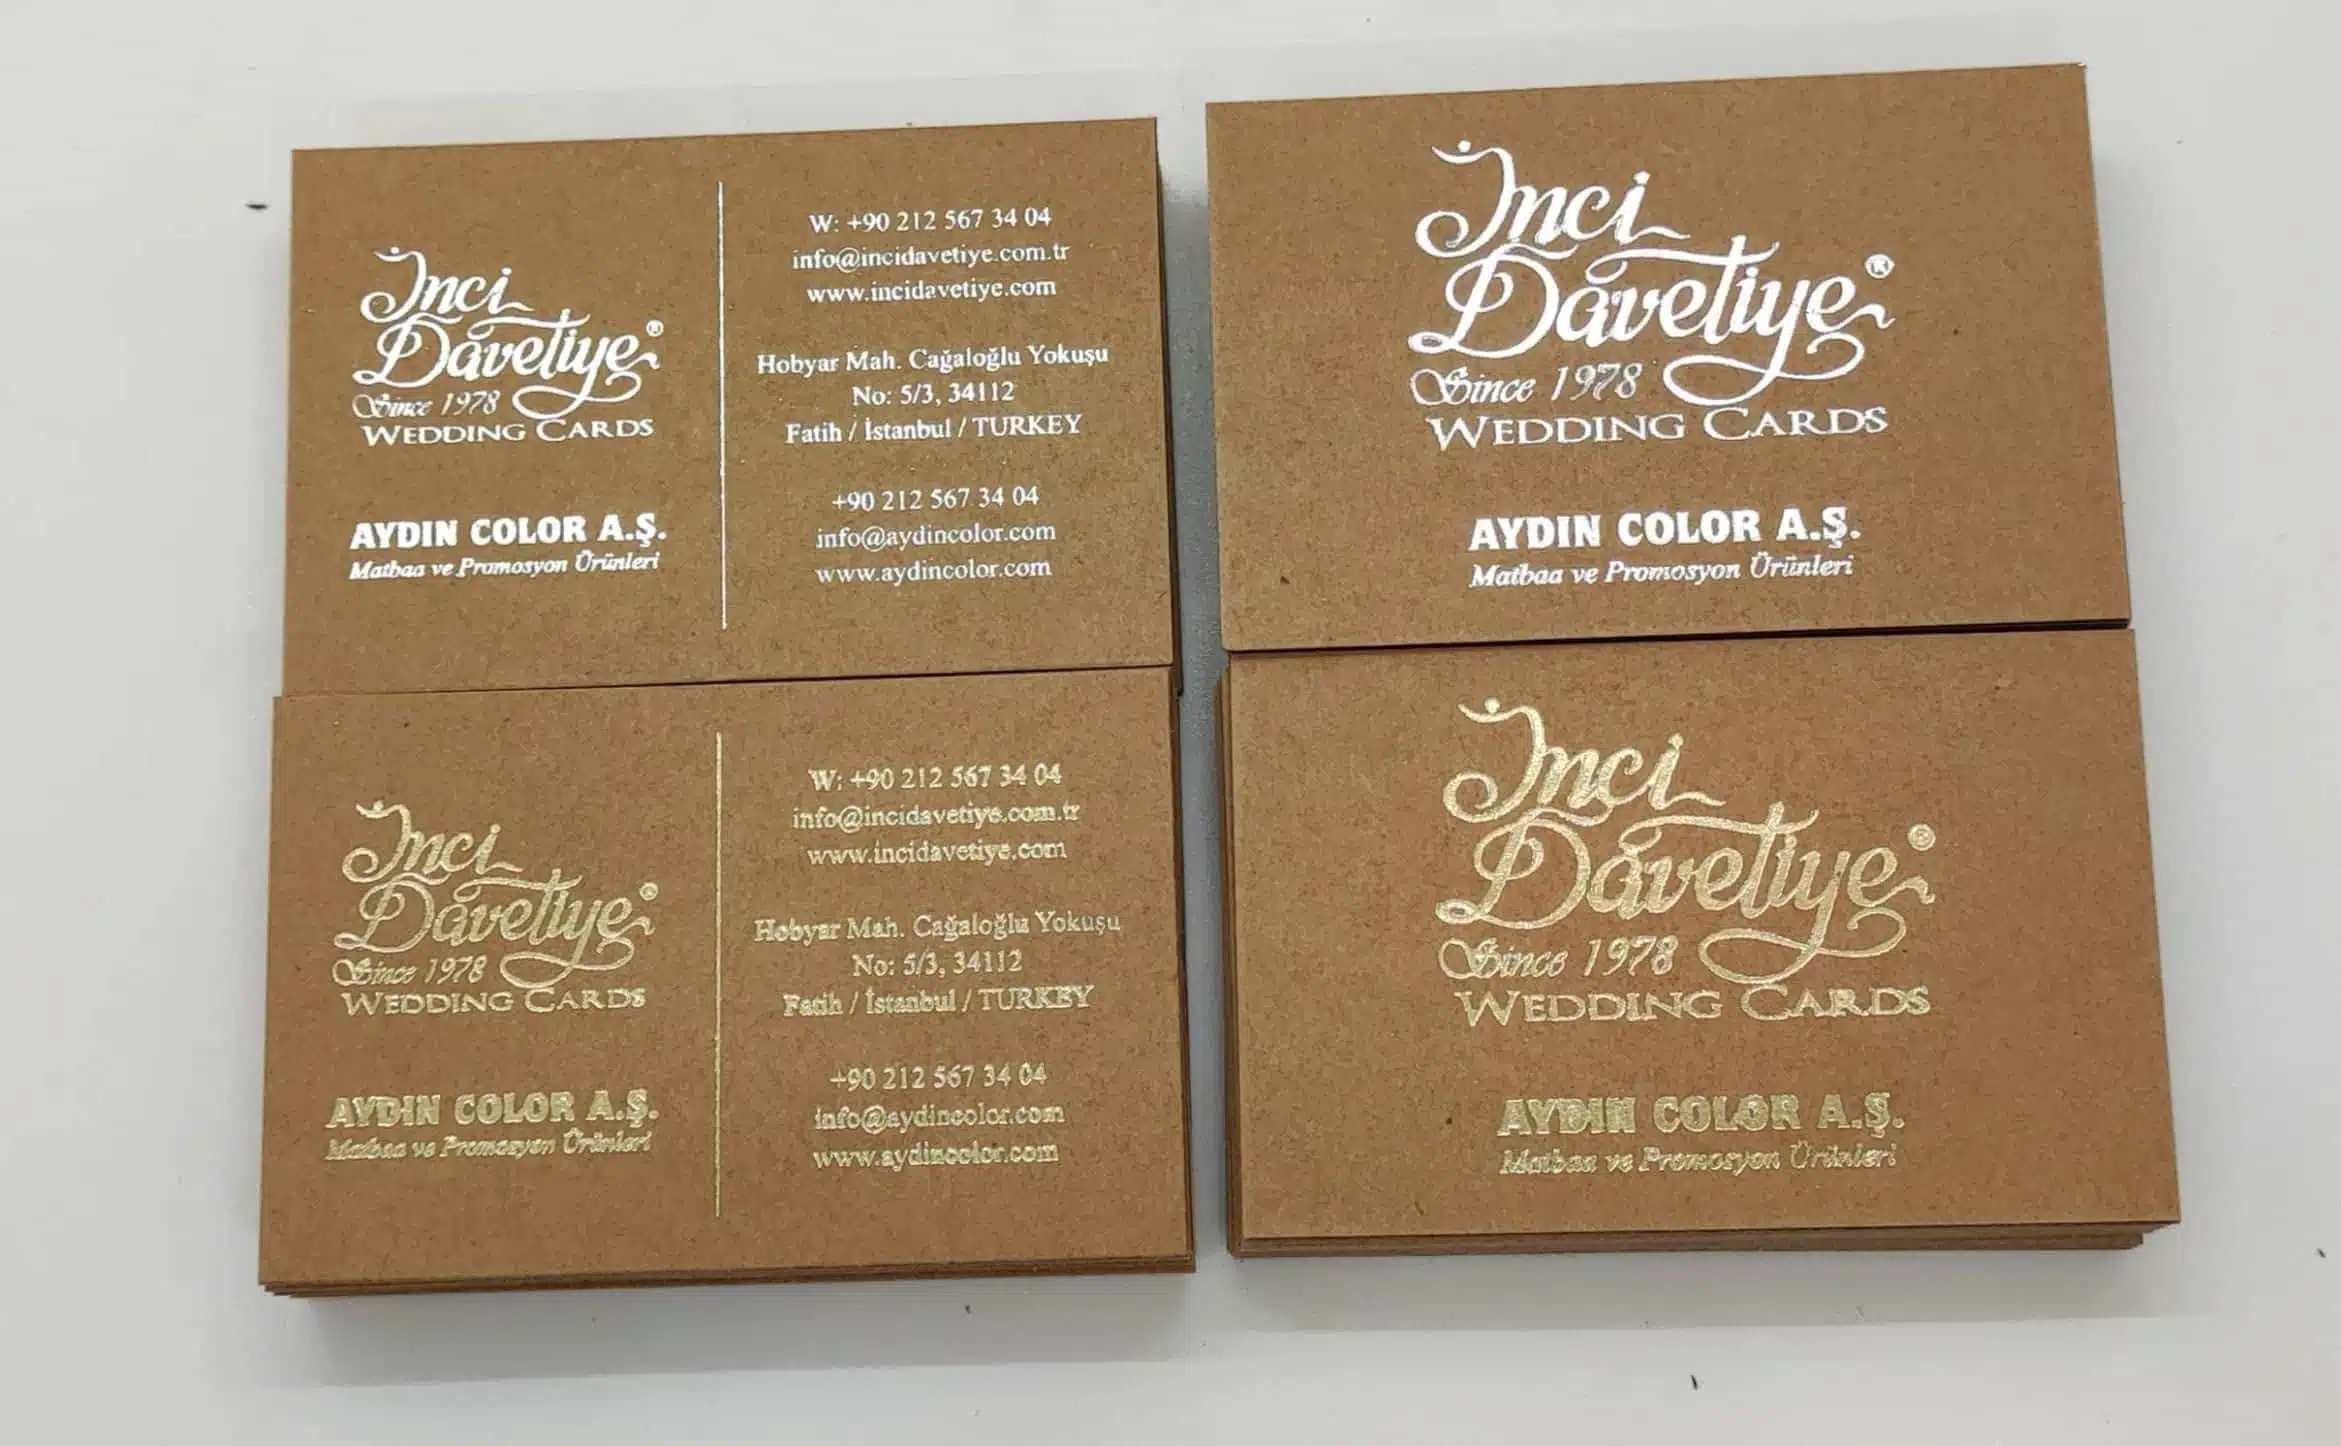 İnci
Davetiye®
Since 1978
WEDDING CARDS
AYDIN COLOR A.Ş.
Matbaa ve Promosyon Ürünleri
W: +90 212 567 34 04
info@incidavetiye.com.tr
www.incidavetiye.com
Hobyar Mah. Cağaloğlu Yokuşu
No: 5/3, 34112
Fatih / İstanbul / TURKEY
+90 212 567 34 04
info@aydincolor.com
www.aydincolor.com
İnci
Davetiye®
Since 1978
WEDDING CARDS
AYDIN COLOR A.Ş.
Matbaa ve Promosyon Ürünleri
İnci
Davetiye®
Since 1978
WEDDING CARDS
AYDIN COLOR A.Ş.
Matbaa ve Promosyon Ürünleri
W: +90 212 567 34 04
info@incidavetiye.com.tr
www.incidavetiye.com
Hobyar Mah. Cağaloğlu Yokuşu
No: 5/3, 34112
Fatih / İstanbul / TURKEY
+90 212 567 34 04
info@aydincolor.com
www.aydincolor.com
İnci
Davetiye®
Since 1978
WEDDING CARDS
AYDIN COLOR A.Ş.
Matbaa ve Promosyon Ürünleri